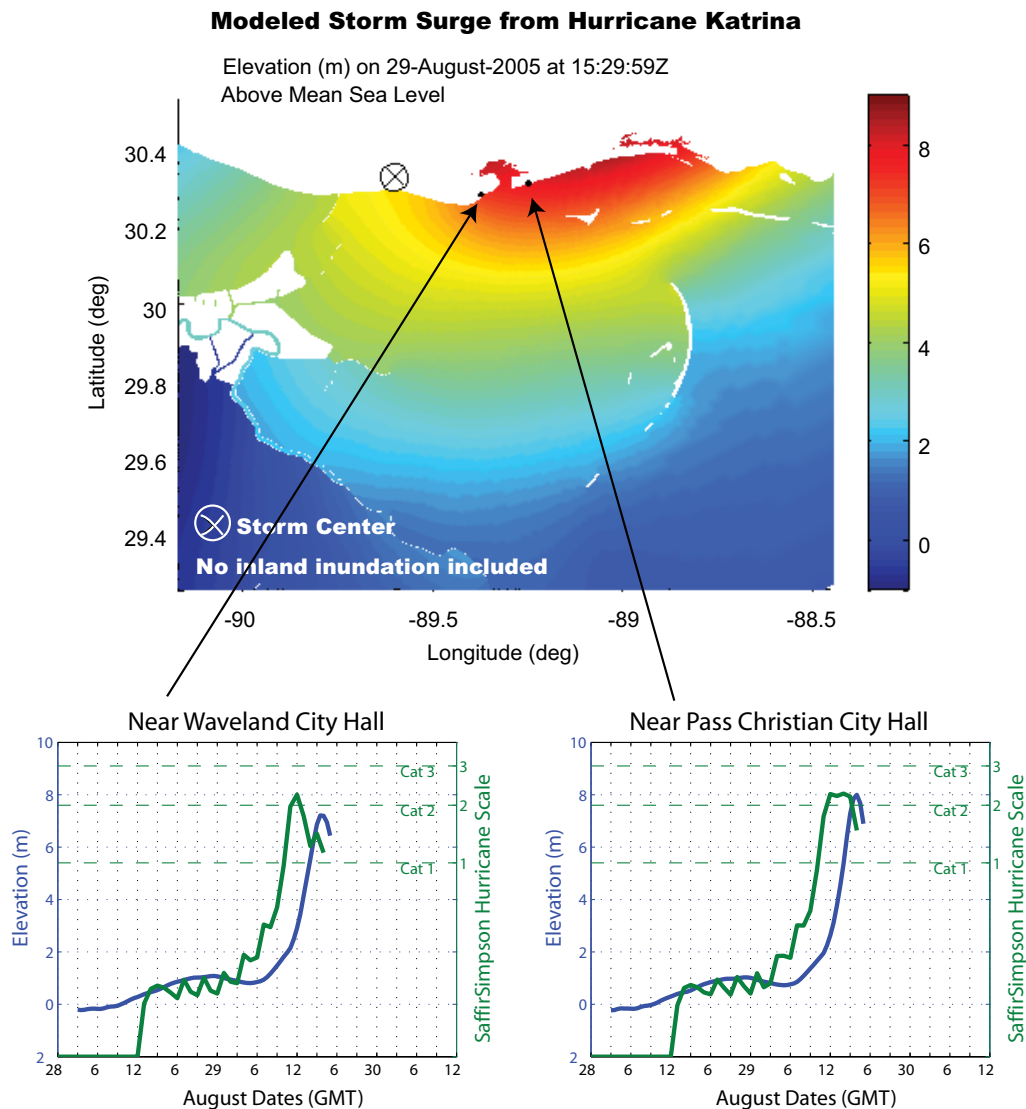 Modeled Storm Surge from Hurricane Katrina
Elevation (m) on 29-August-2005 at 15:29:59Z
Above Mean Sea Level
Latitude (deg)
30.4
30.2
30
29.8
29.6
29.4
8
6
4
2
0
Storm Center
No inland inundation included
-90
-89.5
-89
-88.5
Longitude (deg)
Near Waveland City Hall
Elevation (m)
10
8
6
4
2
0
2
Cat 3
Cat 2
Cat 1
3
2
1
SaffirSimpson Hurricane Scale
28 6 12 6 29 6 12 6 30 6 12
August Dates (GMT)
Near Pass Christian City Hall
Elevation (m)
10
8
6
4
2
0
2
Cat 3
Cat 2
Cat 1
3
2
1
SaffirSimpson Hurricane Scale
28 6 12 6 29 6 12 6 30 6 12
August Dates (GMT)